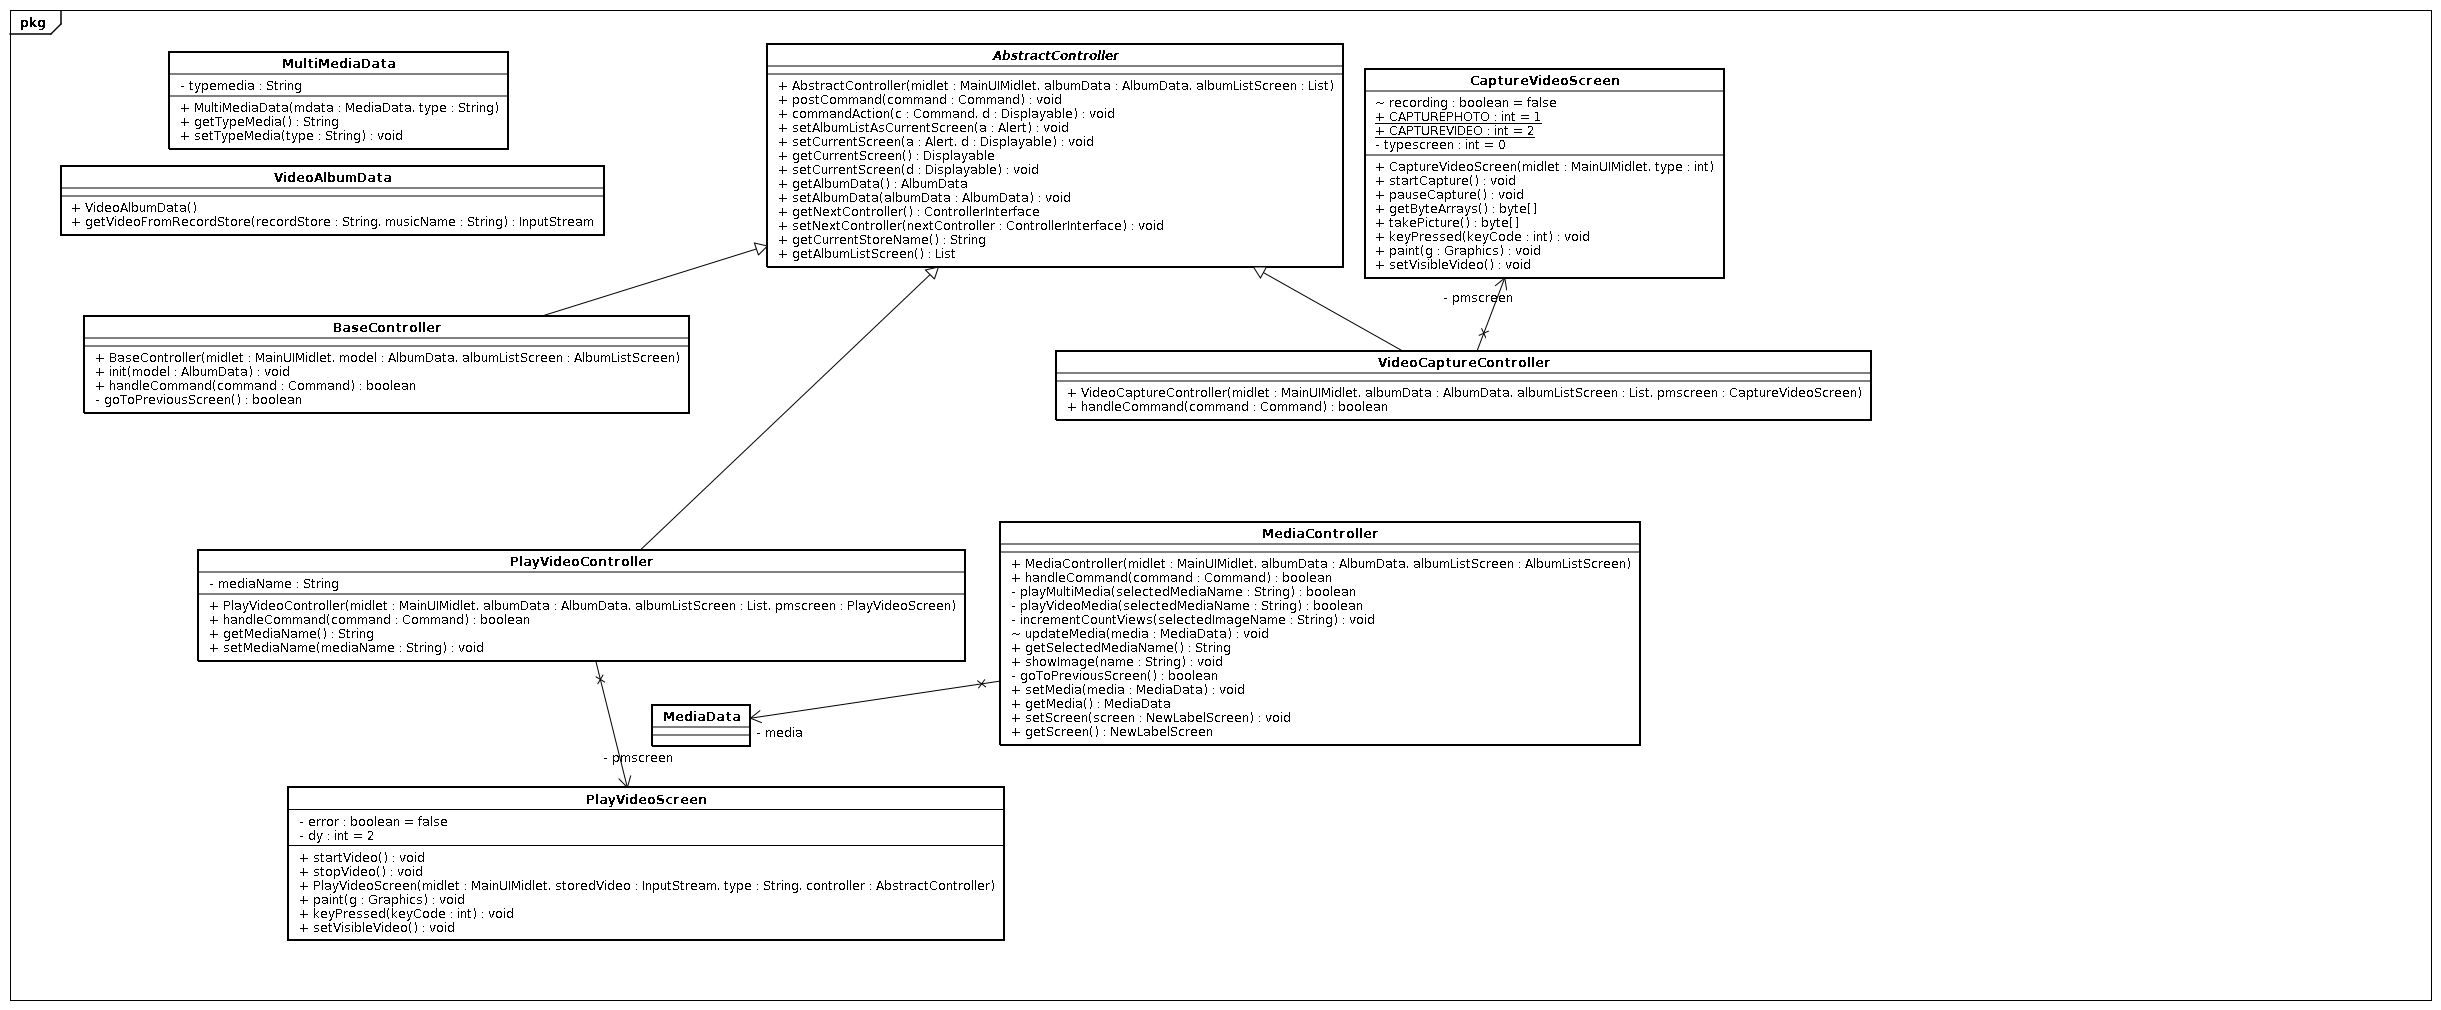 pkg
MultiMediaData
- typemedia : String
+ MultiMediaData(mdata : MediaData. type : String)
+ getTypeMedia() : String
+ setTypeMedia(type : String) : void
VideoAlbumData
+ VideoAlbumData()
+ getVideoFromRecordStore(recordStore : String. musicName : String) : InputStream
AbstractController
+ AbstractController(midlet : MainUIMidlet. albumData : AlbumData. albumListScreen : List)
+ postCommand(command : Command) : void
+ commandAction(c : Command. d : Displayable) : void
+ setAlbumListAsCurrentScreen(a : Alert) : void
+ setCurrentScreen(a : Alert. d : Displayable) : void
+ getCurrentScreen() : Displayable
+ setCurrentScreen(d : Displayable) : void
+ getAlbumData() : AlbumData
+ setAlbumData(albumData : AlbumData) : void
+ getNextController() : ControllerInterface
+ setNextController(nextController : ControllerInterface) : void
+ getCurrentStoreName() : String
+ getAlbumListScreen() : List
CaptureVideoScreen
~ recording : boolean = false
+ CAPTUREPHOTO : int = 1
+ CAPTUREVIDEO : int = 2
- typescreen : int = 0
+ CaptureVideoScreen(midlet : MainUIMidlet. type : int)
+ startCapture() : void
+ pauseCapture() : void
+ getByteArrays() : byte[]
+ takePicture() : byte[]
+ keyPressed(keyCode : int) : void
+ paint(g : Graphics) : void
+ setVisibleVideo() : void
- pmscreen
BaseController
+ BaseController(midlet : MainUIMidlet. model : AlbumData. albumListScreen : AlbumListScreen)
+ init(model : AlbumData) : void
+ handleCommand(command : Command) : boolean
- goToPreviousScreen() : boolean
VideoCaptureController
+ VideoCaptureController(midlet : MainUIMidlet. albumData : AlbumData. albumListScreen : List. pmscreen : CaptureVideoScreen)
+ handleCommand(command : Command) : boolean
PlayVideoController
- mediaName : String
+ PlayVideoController(midlet : MainUIMidlet. albumData : AlbumData. albumListScreen : List. pmscreen : PlayVideoScreen)
+ handleCommand(command : Command) : boolean
+ getMediaName() : String
+ setMediaName(mediaName : String) : void
MediaController
+ MediaController(midlet : MainUIMidlet. albumData : AlbumData. albumListScreen : AlbumListScreen)
+ handleCommand(command : Command) : boolean
- playMultiMedia(selectedMediaName : String) : boolean
- playVideoMedia(selectedMediaName : String) : boolean
- incrementCountViews(selectedImageName : String) : void
~ updateMedia(media : MediaData) : void
+ getSelectedMediaName() : String
+ showImage(name : String) : void
- goToPreviousScreen() : boolean
+ setMedia(media : MediaData) : void
+ getMedia() : MediaData
+ setScreen(screen : NewLabelScreen) : void
+ getScreen() : NewLabelScreen
MediaData
- media
- pmscreen
PlayVideoScreen
- error : boolean = false
- dy : int = 2
+ startVideo() : void
+ stopVideo() : void
+ PlayVideoScreen(midlet : MainUIMidlet. storedVideo : InputStream. type : String. controller : AbstractController)
+ paint(g : Graphics) : void
+ keyPressed(keyCode : int) : void
+ setVisibleVideo() : void